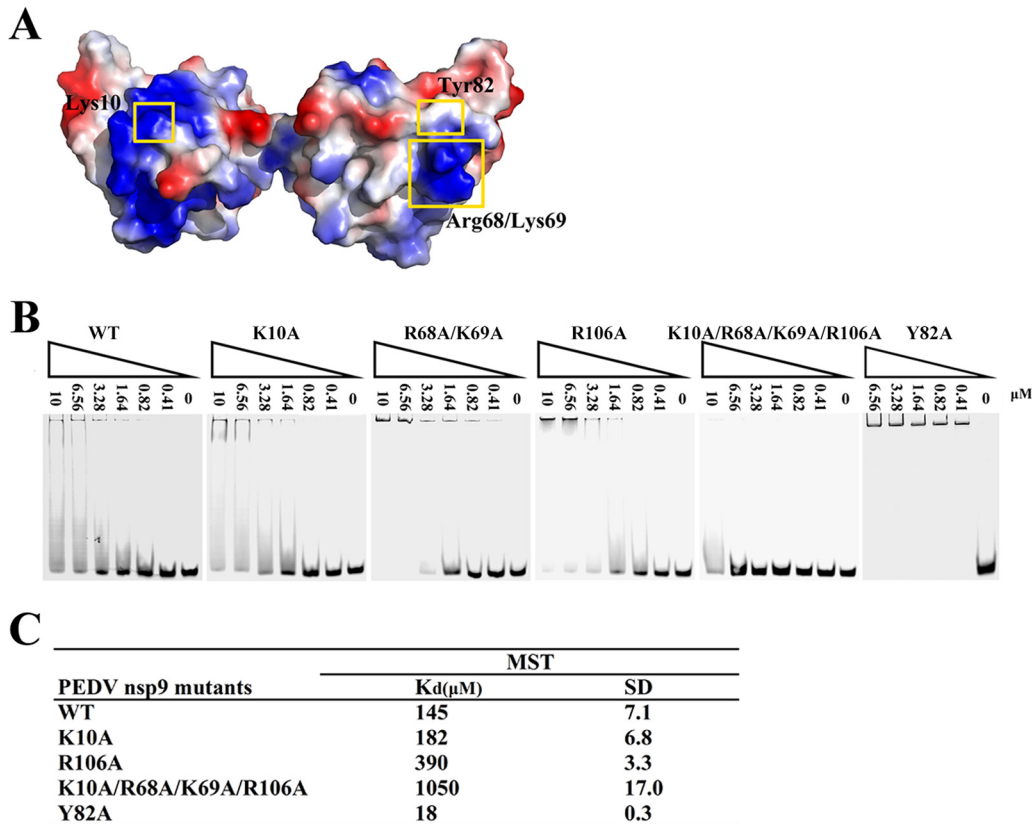 A
Lys10
Tyr82
Arg68/Lys69
B
WT K10A R68A/K69A R106A K10A/R68A/K69A/R106A Y82A
10 6.56 3.28 1.64 0.82 0.41 0 10 6.56 3.28 1.64 0.82 0.41 0 10 6.56 3.28 1.64 0.82 0.41 0 10 6.56 3.28 1.64 0.82 0.41 0 10 6.56 3.28 1.64 0.82 0.41 0 6.56 3.28 1.64 0.82 0.41 0 μM
C
MST
PEDV nsp9 mutants Kd(μM) SD
WT 145 7.1
K10A 182 6.8
R106A 390 3.3
K10A/R68A/K69A/R106A 1050 17.0
Y82A 18 0.3